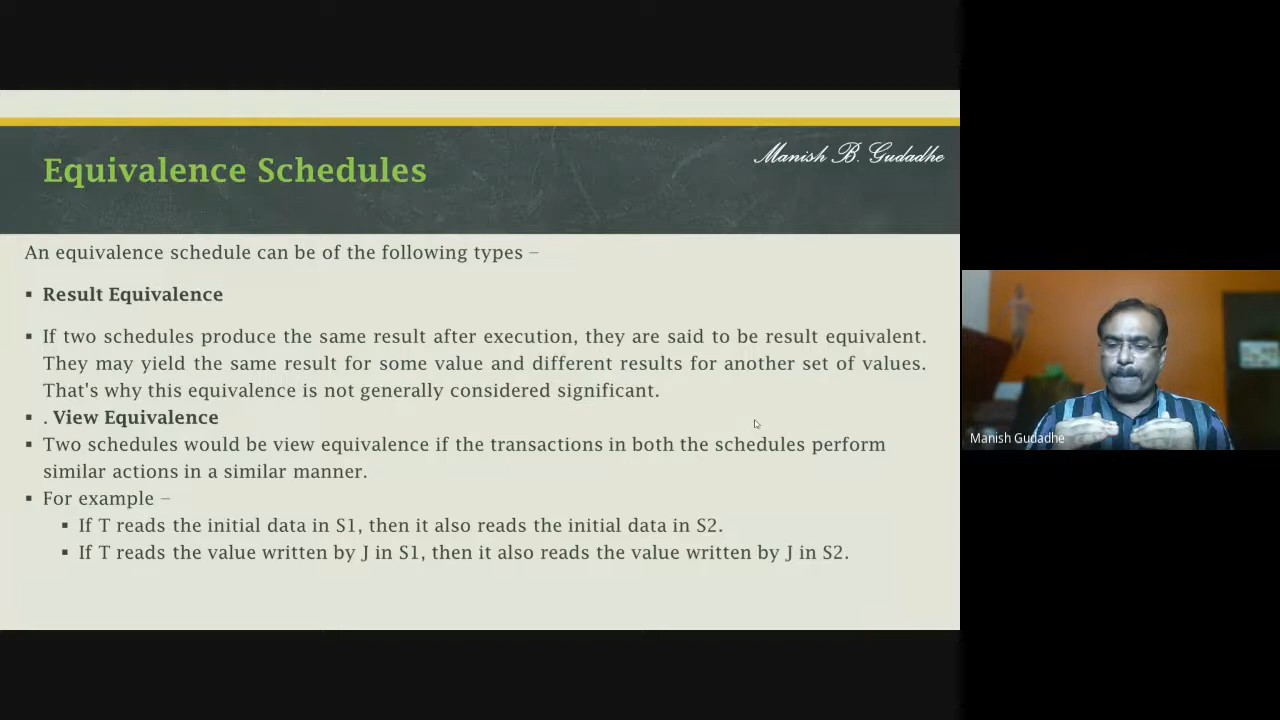 Equivalence Schedules
Manish B. Gudadhe
An equivalence schedule can be of the following types –
▪ Result Equivalence
▪ If two schedules produce the same result after execution, they are said to be result equivalent.
They may yield the same result for some value and different results for another set of values.
That's why this equivalence is not generally considered significant.
▪ . View Equivalence
▪ Two schedules would be view equivalence if the transactions in both the schedules perform
similar actions in a similar manner.
▪ For example –
▪ If T reads the initial data in S1, then it also reads the initial data in S2.
▪ If T reads the value written by J in S1, then it also reads the value written by J in S2.
Manish Gudadhe